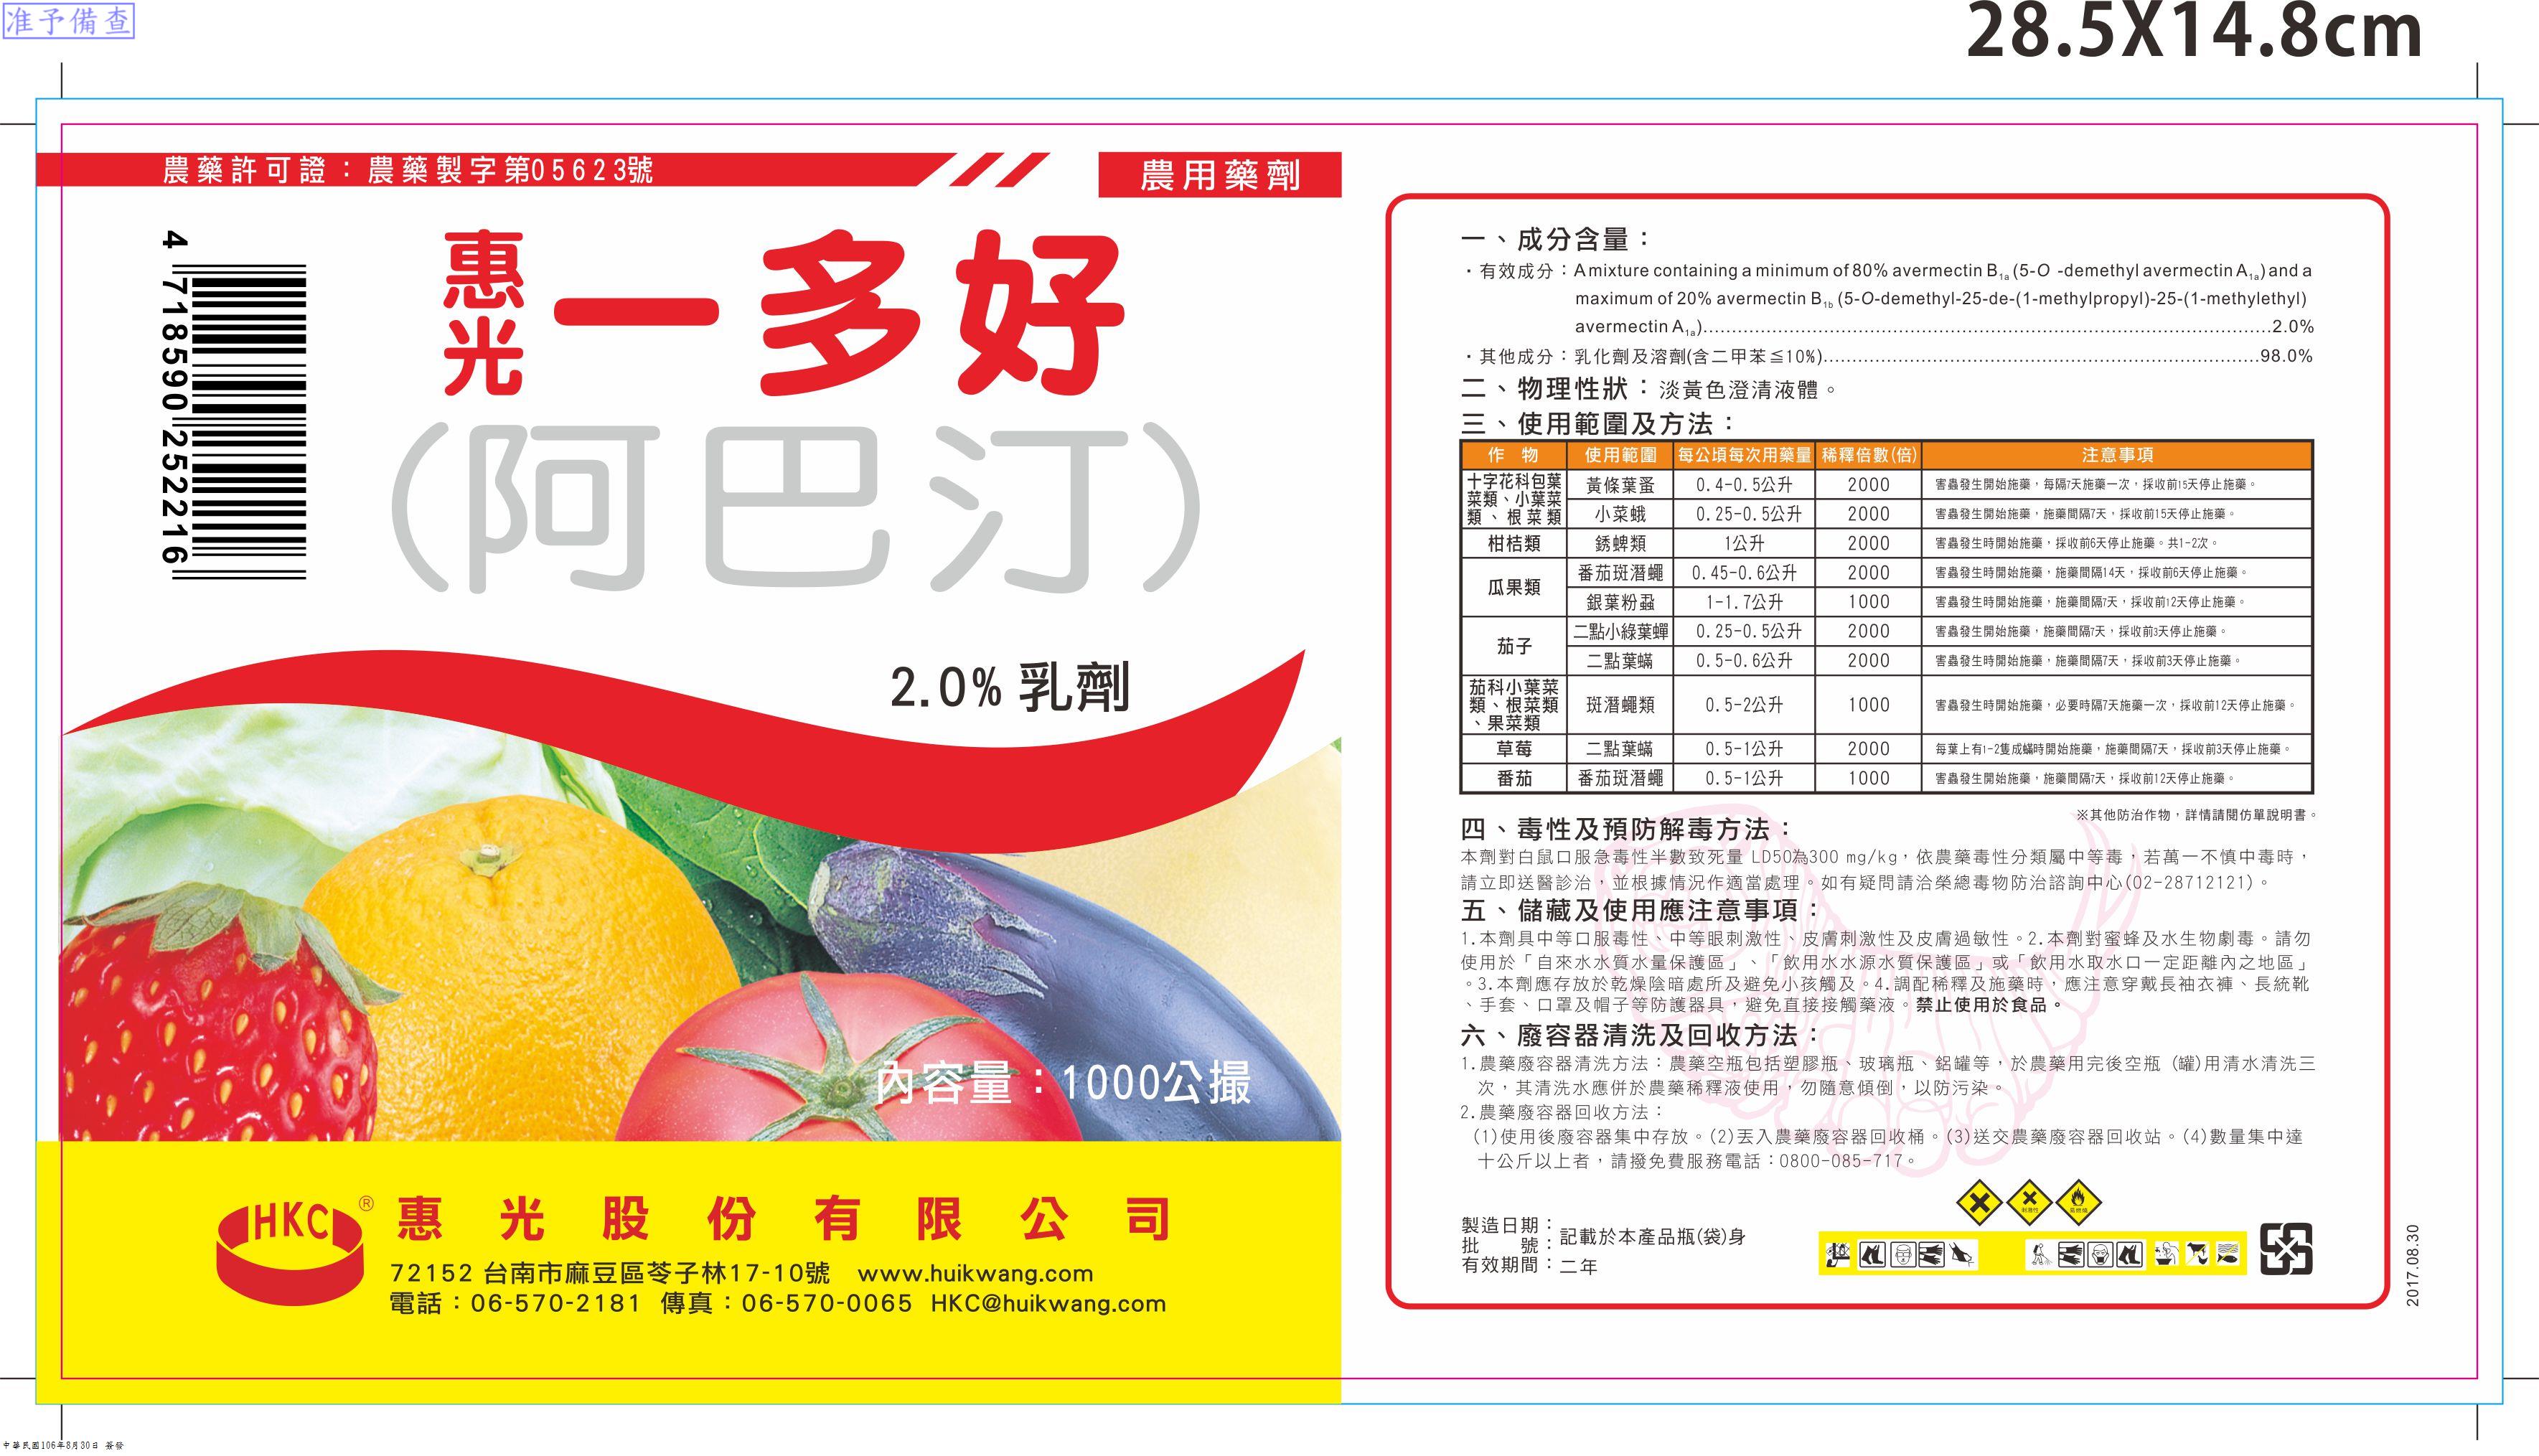 准予備查
28.5X14.8cm
農藥許可證：農藥製字第05623號
農用藥劑
4 718590 252216
惠光 一多好
(阿巴汀)
2.0% 乳劑
內容量：1000公撮
HKC®
惠光股份有限公司
72152 台南市麻豆區苓子林17-10號 www.huikwang.com
電話：06-570-2181 傳真：06-570-0065 HKC@huikwang.com
一、成分含量：
・有效成分：A mixture containing a minimum of 80% avermectin B1a (5-O -demethyl avermectin A1a) and a
maximum of 20% avermectin B1b (5-O-demethyl-25-de-(1-methylpropyl)-25-(1-methylethyl)
avermectin A1a)....................2.0%
・其他成分：乳化劑及溶劑(含二甲苯≦10%)....................98.0%
二、物理性狀：淡黃色澄清液體。
三、使用範圍及方法：
作 物 使用範圍 每公頃每次用藥量 稀釋倍數(倍) 注意事項
十字花科包葉菜類、小葉菜類、根菜類 黃條葉蚤 0.4-0.5公升 2000 害蟲發生開始施藥，每隔7天施藥一次，採收前15天停止施藥。
小菜蛾 0.25-0.5公升 2000 害蟲發生開始施藥，施藥間隔7天，採收前15天停止施藥。
柑桔類 銹蜱類 1公升 2000 害蟲發生時開始施藥，採收前6天停止施藥。共1-2次。
瓜果類 番茄斑潛蠅 0.45-0.6公升 2000 害蟲發生時開始施藥，施藥間隔14天，採收前6天停止施藥。
銀葉粉蝨 1-1.7公升 1000 害蟲發生時開始施藥，施藥間隔7天，採收前12天停止施藥。
茄子 二點小綠葉蟬 0.25-0.5公升 2000 害蟲發生開始施藥，施藥間隔7天，採收前3天停止施藥。
二點葉蟎 0.5-0.6公升 2000 害蟲發生時開始施藥，施藥間隔7天，採收前3天停止施藥。
茄科小葉菜類、根菜類、果菜類 斑潛蠅類 0.5-2公升 1000 害蟲發生時開始施藥，必要時隔7天施藥一次，採收前12天停止施藥。
草莓 二點葉蟎 0.5-1公升 2000 每葉上有1-2隻成蟎時開始施藥，施藥間隔7天，採收前3天停止施藥。
番茄 番茄斑潛蠅 0.5-1公升 1000 害蟲發生開始施藥，施藥間隔7天，採收前12天停止施藥。
※其他防治作物，詳情請閱仿單說明書。
四、毒性及預防解毒方法：
本劑對白鼠口服急毒性半數致死量 LD50為300 mg/kg，依農藥毒性分類屬中等毒，若萬一不慎中毒時，
請立即送醫診治，並根據情況作適當處理。如有疑問請洽榮總毒物防治諮詢中心(02-28712121)。
五、儲藏及使用應注意事項：
1.本劑具中等口服毒性、中等眼刺激性、皮膚刺激性及皮膚過敏性。2.本劑對蜜蜂及水生物劇毒。請勿
使用於「自來水水質水量保護區」、「飲用水水源水質保護區」或「飲用水取水口一定距離內之地區」
。3.本劑應存放於乾燥陰暗處所及避免小孩觸及。4.調配稀釋及施藥時，應注意穿戴長袖衣褲、長統靴
、手套、口罩及帽子等防護器具，避免直接接觸藥液。禁止使用於食品。
六、廢容器清洗及回收方法：
1.農藥廢容器清洗方法：農藥空瓶包括塑膠瓶、玻璃瓶、鋁罐等，於農藥用完後空瓶 (罐)用清水清洗三
次，其清洗水應併於農藥稀釋液使用，勿隨意傾倒，以防污染。
2.農藥廢容器回收方法：
(1)使用後廢容器集中存放。(2)丟入農藥廢容器回收桶。(3)送交農藥廢容器回收站。(4)數量集中達
十公斤以上者，請撥免費服務電話：0800-085-717。
製造日期：
批 號：記載於本產品瓶(袋)身
有效期間：二年
刺激性
易燃燒
2017.08.30
中華民國106年8月30日 簽發